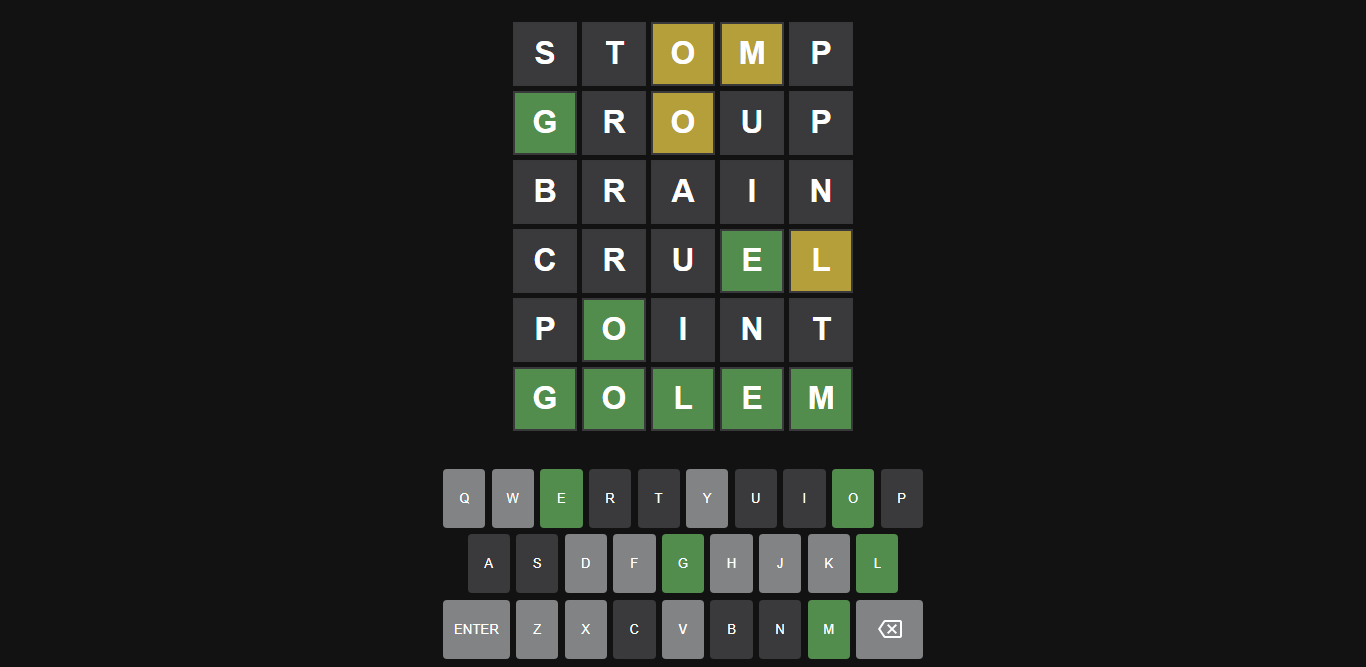 S T O M P
G R O U P
B R A I N
C R U E L
P O I N T
G O L E M
Q W E R T Y U I O P
A S D F G H J K L
ENTER Z X C V B N M